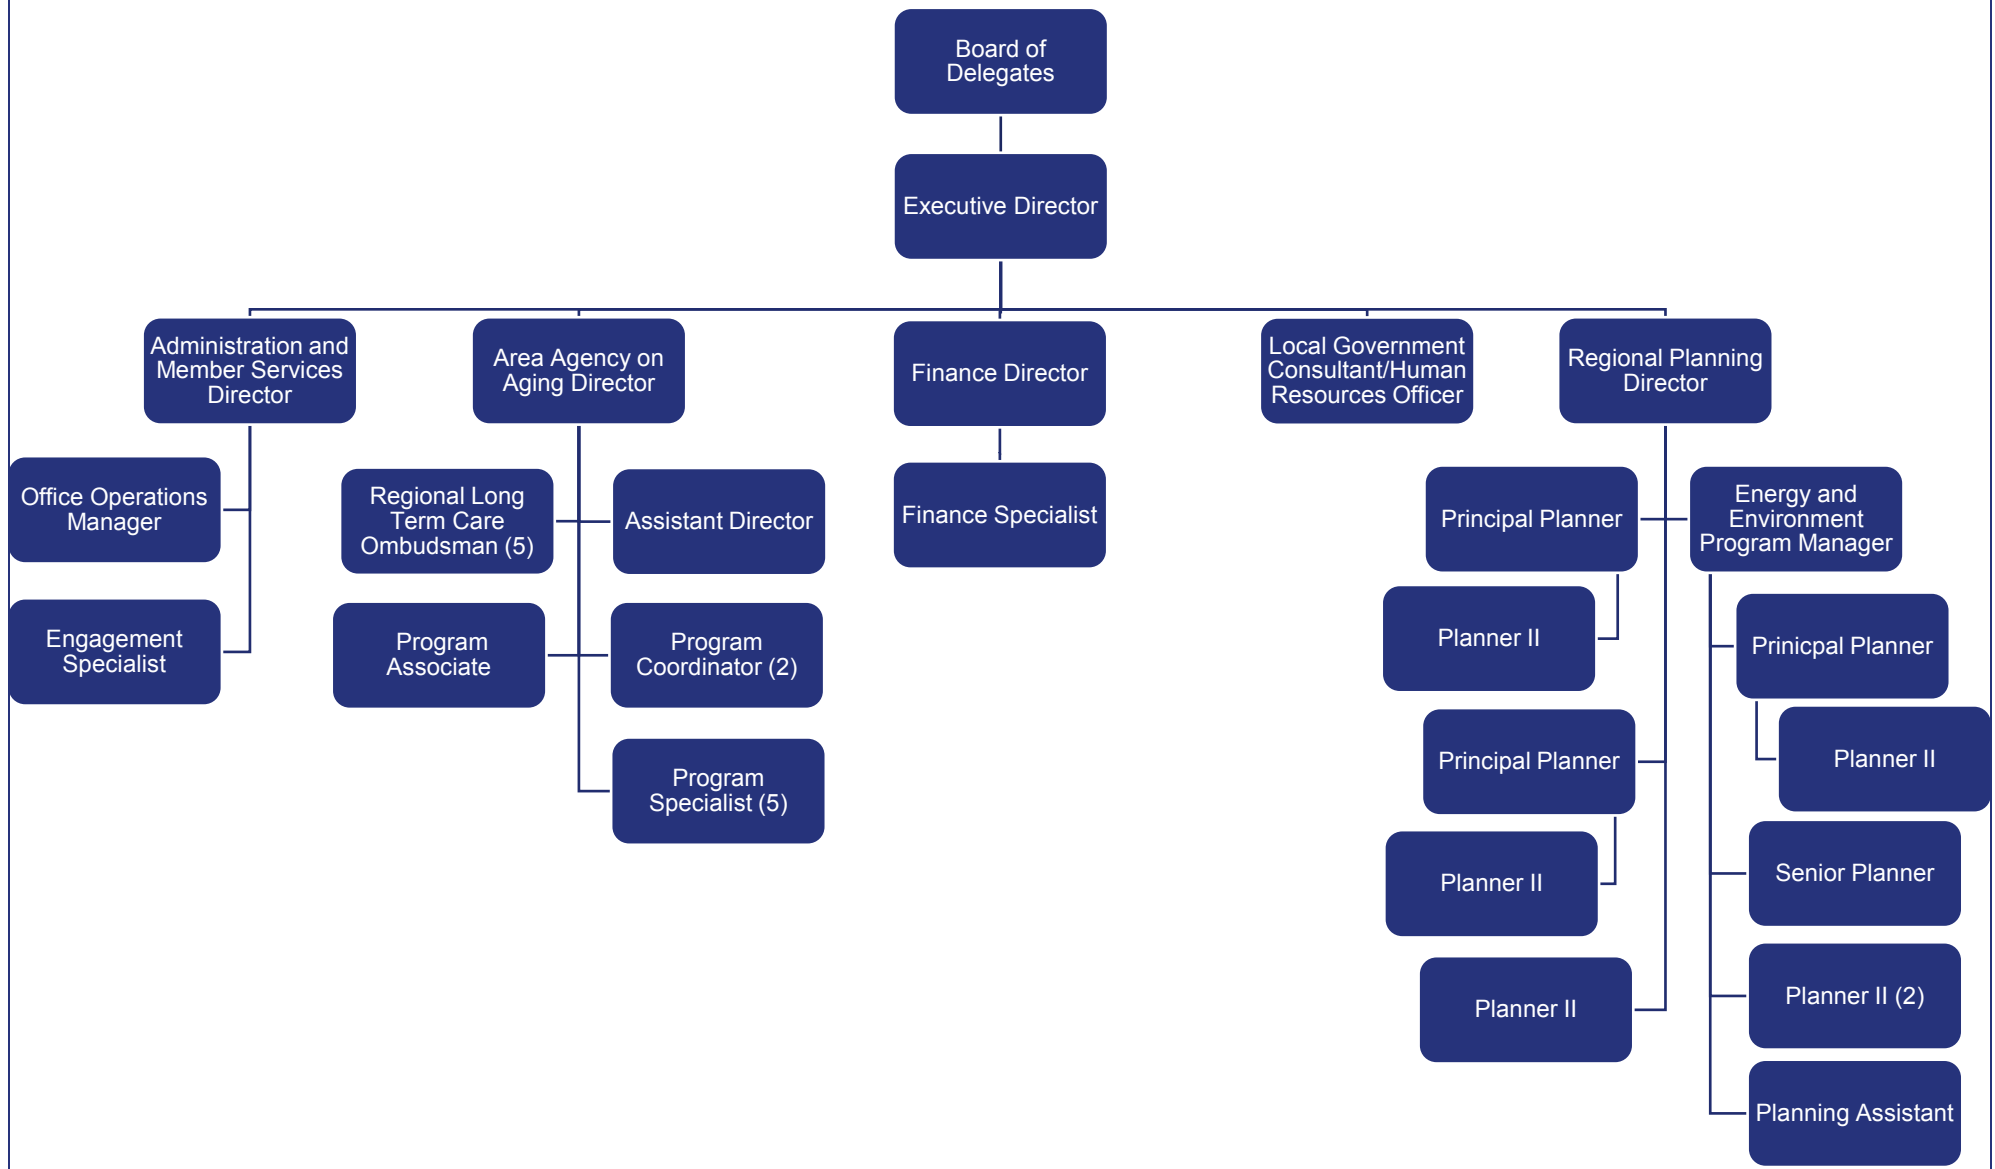 Board of
Delegates
Executive Director
Administration and
Member Services
Director
Area Agency on
Aging Director
Finance Director
Local Government
Consultant/Human
Resources Officer
Regional Planning
Director
Office Operations
Manager
Engagement
Specialist
Regional Long
Term Care
Ombudsman (5)
Assistant Director
Program
Associate
Program
Coordinator (2)
Program
Specialist (5)
Finance Specialist
Principal Planner
Planner II
Principal Planner
Planner II
Planner II
Energy and
Environment
Program Manager
Prinicpal Planner
Planner II
Senior Planner
Planner II (2)
Planning Assistant